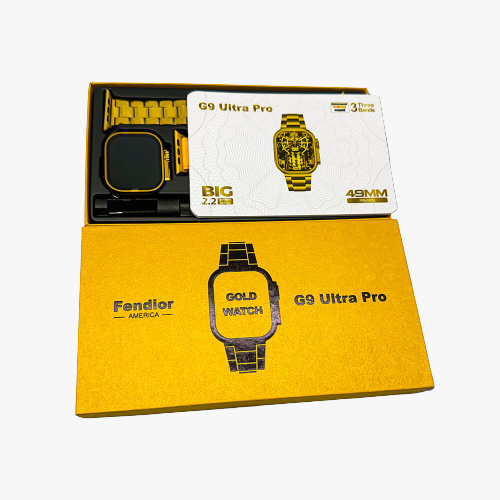 G9 Ultra Pro
3 Three
Bands
BIG
2.2
49MM
Fendior
AMERICA
GOLD
WATCH
G9 Ultra Pro